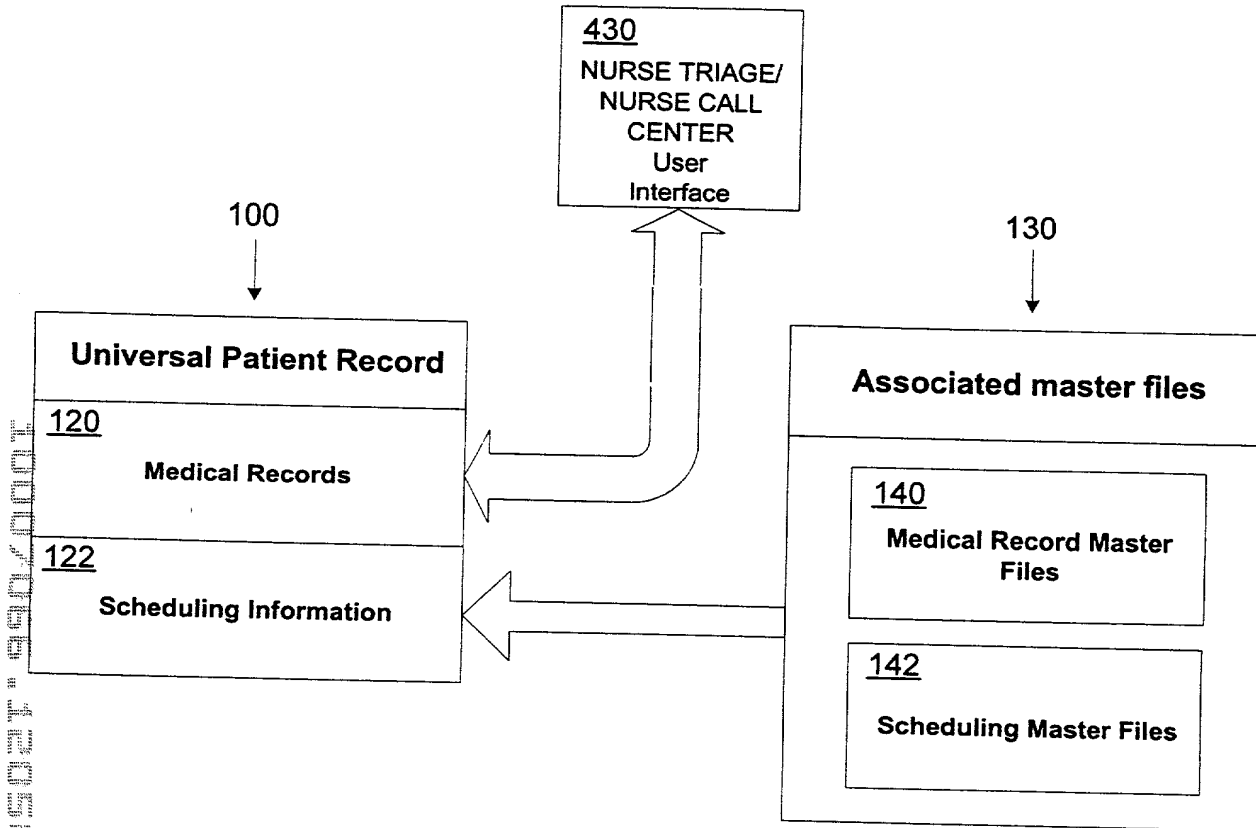 430
NURSE TRIAGE/
NURSE CALL
CENTER
User
Interface
100
130
Universal Patient Record
120
Medical Records
122
Scheduling Information
Associated master files
140
Medical Record Master
Files
142
Scheduling Master Files